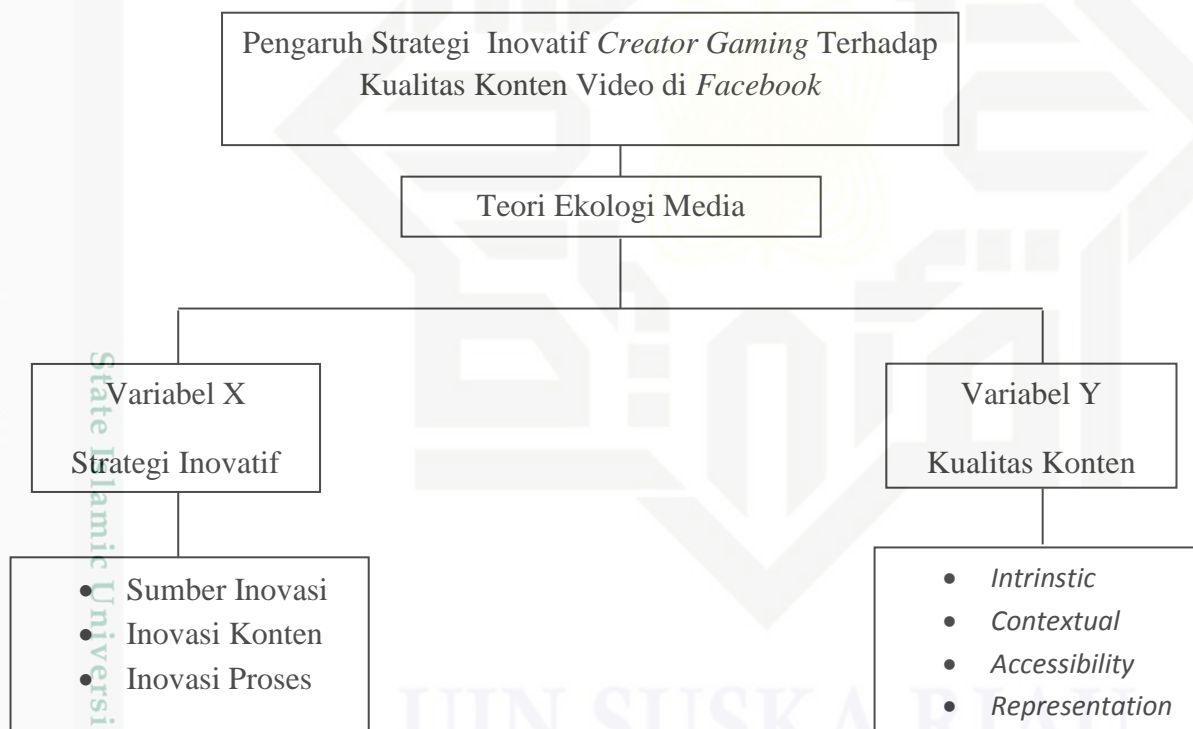 Pengaruh Strategi Inovatif Creator Gaming Terhadap
Kualitas Konten Video di Facebook
Teori Ekologi Media
Variabel X
Strategi Inovatif
Variabel Y
Kualitas Konten
• Sumber Inovasi
• Inovasi Konten
• Inovasi Proses
• Intrinstic
• Contextual
• Accessibility
• Representation
State Islamic Universi
UIN SUSKA RIAU